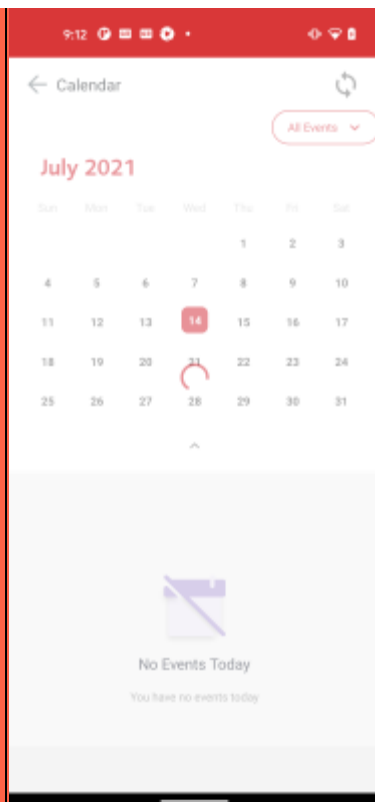 9:12
Calendar
All Events
July 2021
Sun Mon Tue Wed Thu Fri Sat
1 2 3
4 5 6 7 8 9 10
11 12 13 14 15 16 17
18 19 20 21 22 23 24
25 26 27 28 29 30 31
No Events Today
You have no events today